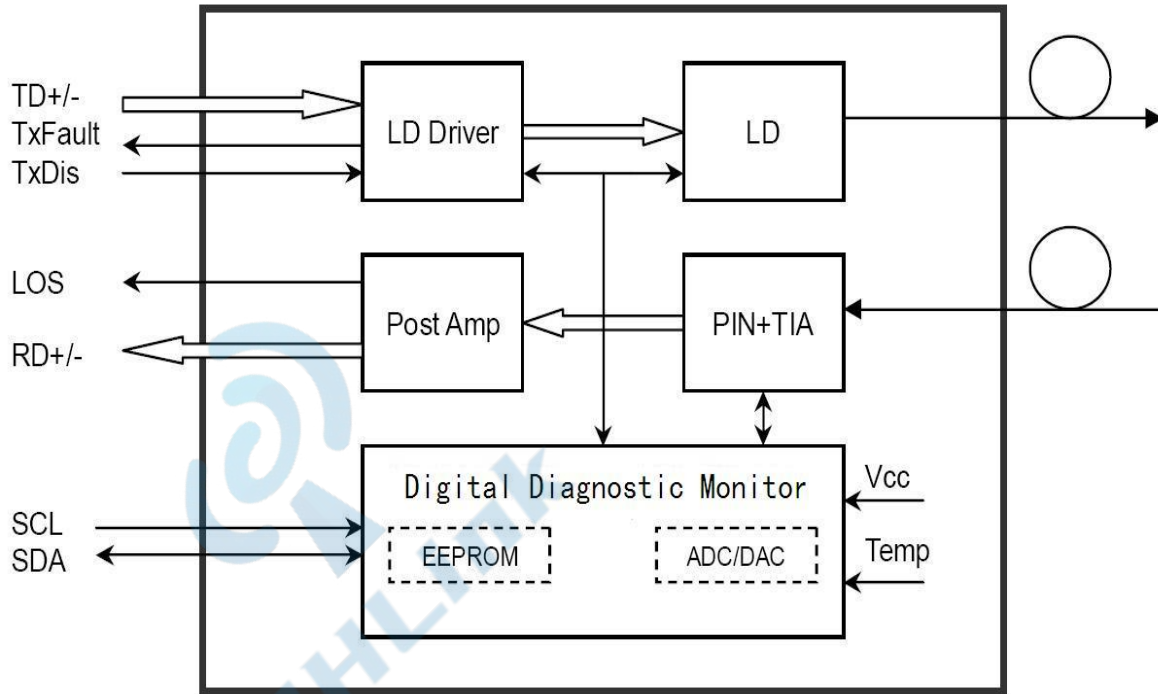 TD+/-
TxFault
TxDis
LD Driver
LD
LOS
RD+/-
Post Amp
PIN+TIA
Digital Diagnostic Monitor
EEPROM
ADC/DAC
SCL
SDA
Vcc
Temp